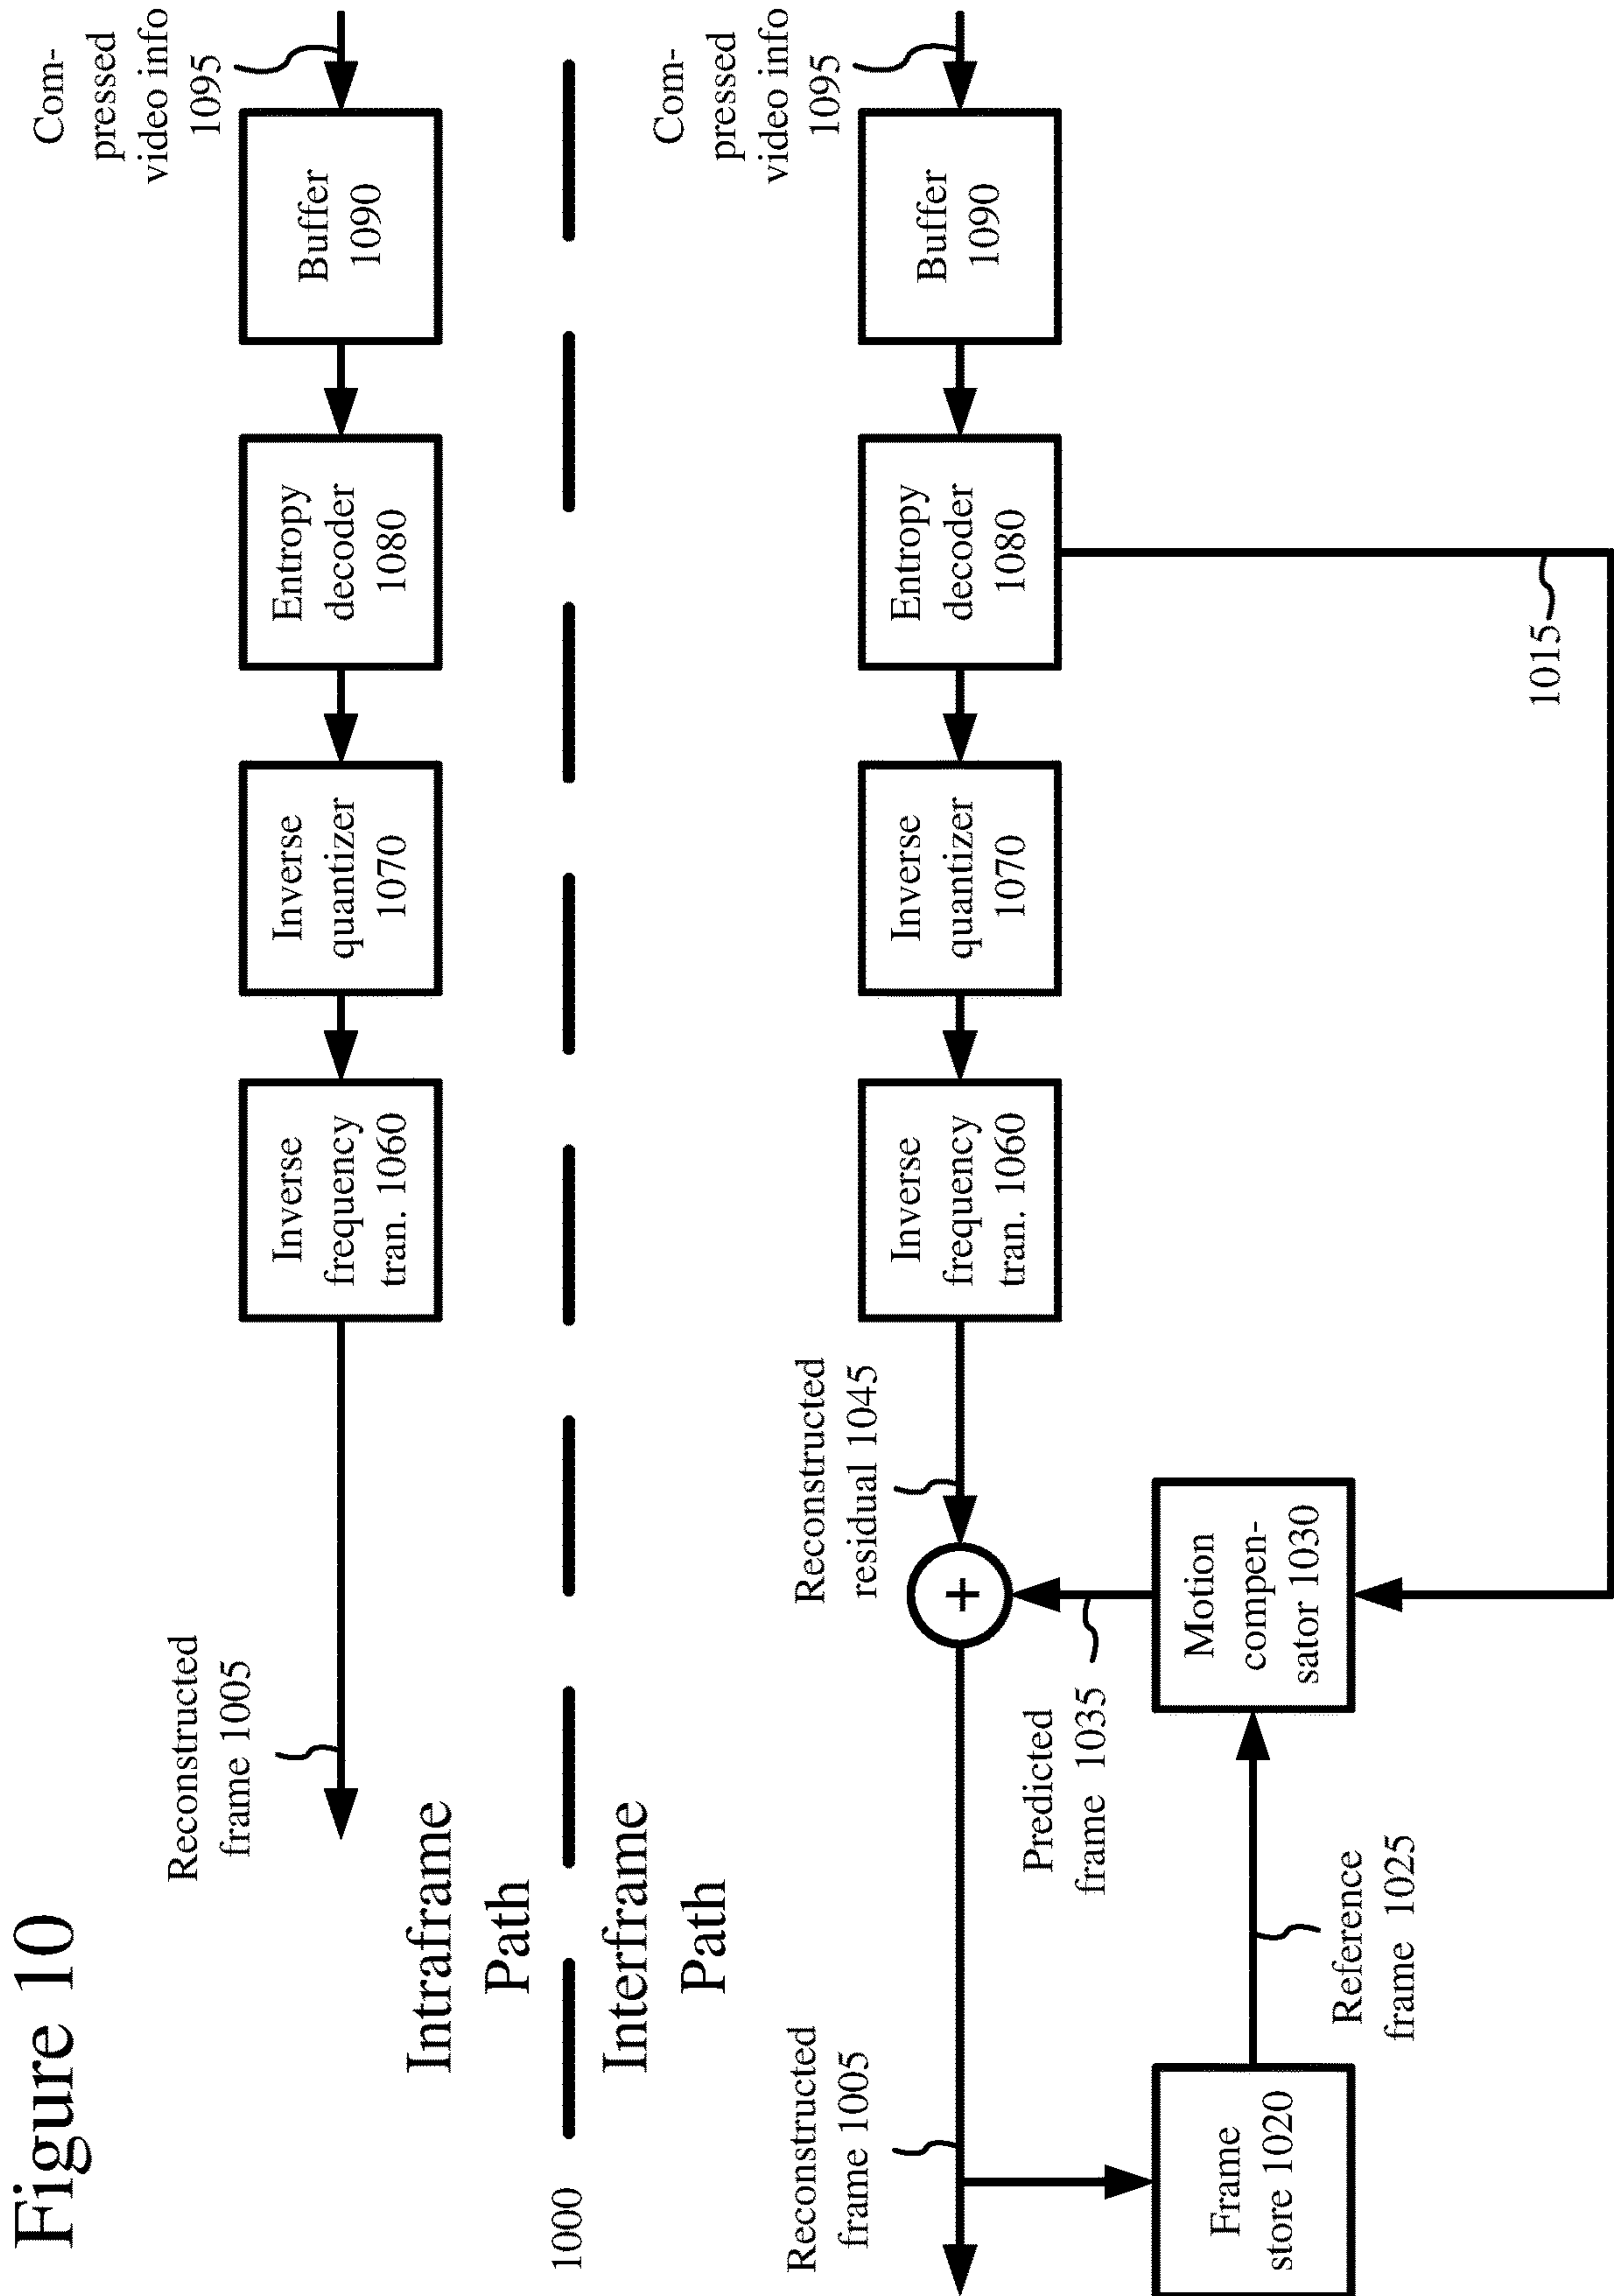 Figure 10
Reconstructed
frame 1005
Inverse
frequency
tran. 1060
Inverse
quantizer
1070
Entropy
decoder
1080
Buffer
1090
Com-
pressed
video info
1095
Intraframe
Path
1000
Interframe
Path
Reconstructed
frame 1005
Reconstructed
residual 1045
+
Inverse
frequency
tran. 1060
Inverse
quantizer
1070
Entropy
decoder
1080
Buffer
1090
Com-
pressed
video info
1095
Predicted
frame 1035
Frame
store 1020
Reference
frame 1025
Motion
compen-
sator 1030
1015